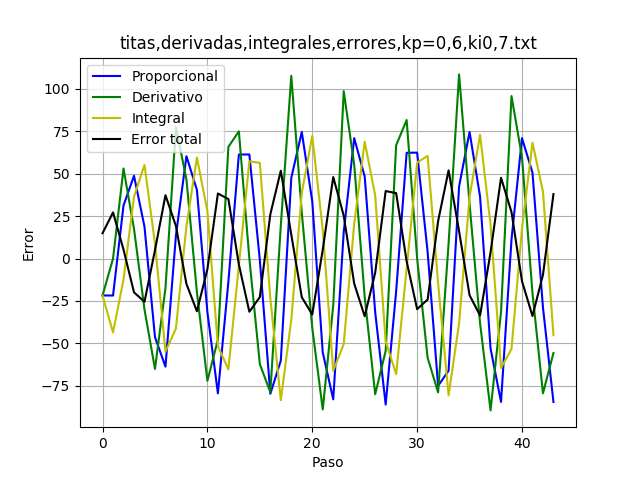 titas,derivadas,integrales,errores,kp=0,6,ki0,7.txt
Proporcional
Derivativo
Integral
Error total
Error
100
75
50
25
0
−25
−50
−75
0 10 20 30 40
Paso